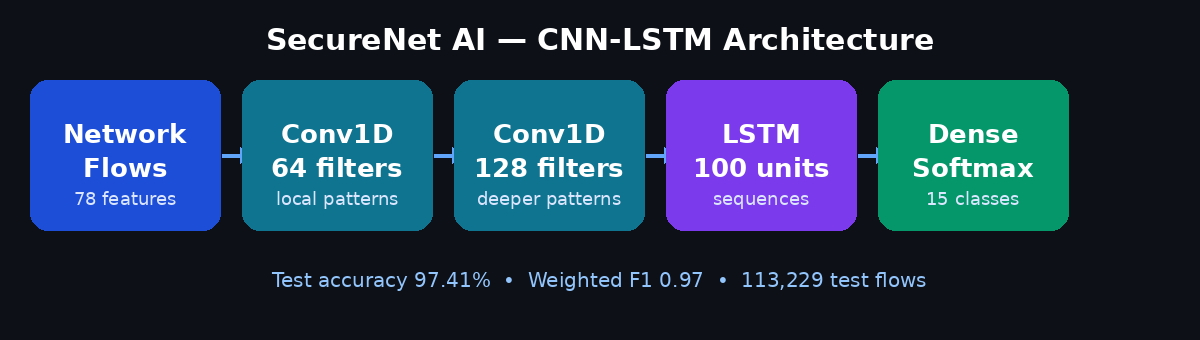 SecureNet AI — CNN-LSTM Architecture
Network
Flows
78 features
Conv1D
64 filters
local patterns
Conv1D
128 filters
deeper patterns
LSTM
100 units
sequences
Dense
Softmax
15 classes
Test accuracy 97.41% • Weighted F1 0.97 • 113,229 test flows